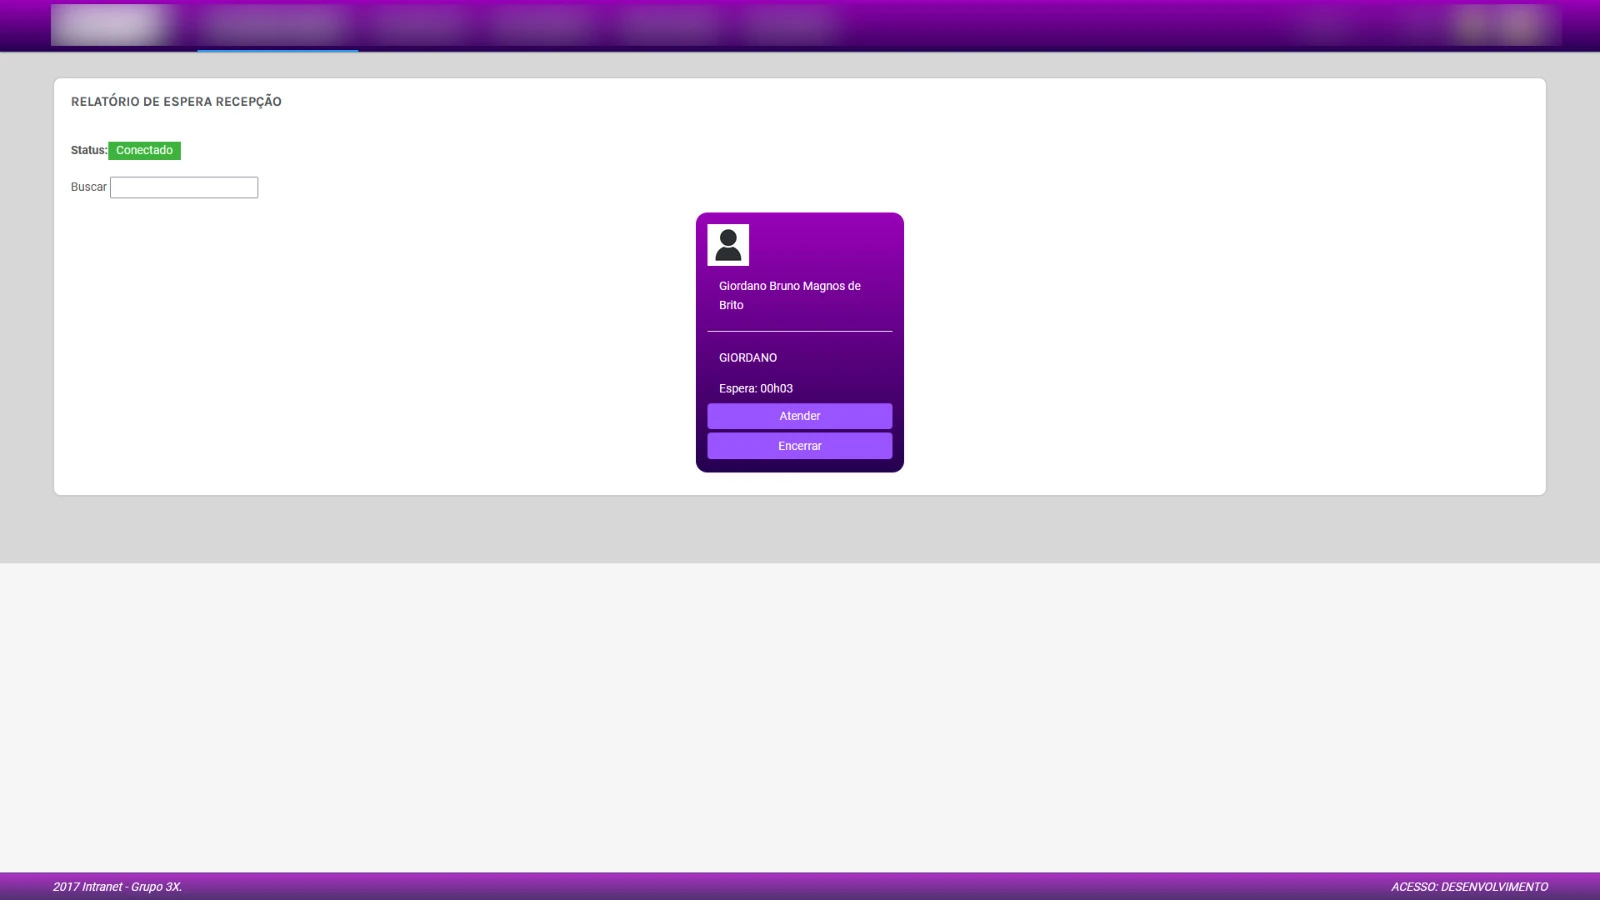 RELATÓRIO DE ESPERA RECEPÇÃO
Status: Conectado
Buscar
Giordano Bruno Magnos de
Brito
GIORDANO
Espera: 00h03
Atender
Encerrar
2017 Intranet - Grupo 3X.
ACESSO: DESENVOLVIMENTO